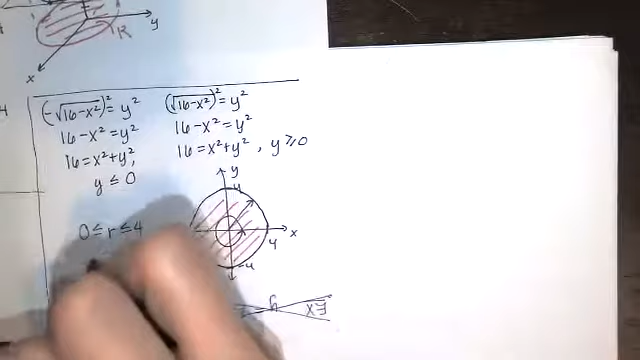 y
R
x
(-√16-x²)² = y²
16-x² = y²
16 = x²+y²,
y ≤ 0
(√16-x²)² = y²
16-x² = y²
16 = x²+y², y ≥ 0
y
4
x
4
-4
0 ≤ r ≤ 4